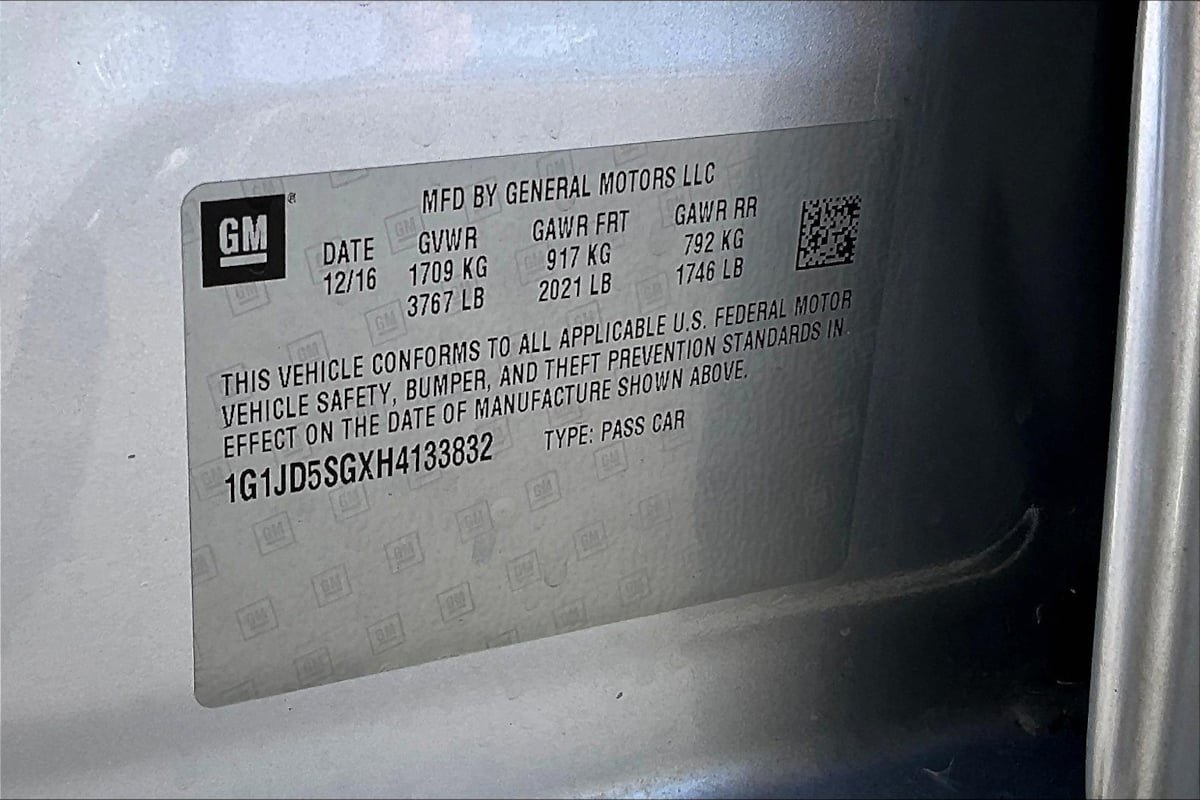 GM ®
MFD BY GENERAL MOTORS LLC
DATE GVWR GAWR FRT GAWR RR
12/16 1709 KG 917 KG 792 KG
3767 LB 2021 LB 1746 LB
THIS VEHICLE CONFORMS TO ALL APPLICABLE U.S. FEDERAL MOTOR
VEHICLE SAFETY, BUMPER, AND THEFT PREVENTION STANDARDS IN
EFFECT ON THE DATE OF MANUFACTURE SHOWN ABOVE.
1G1JD5SGXH4133832 TYPE: PASS CAR